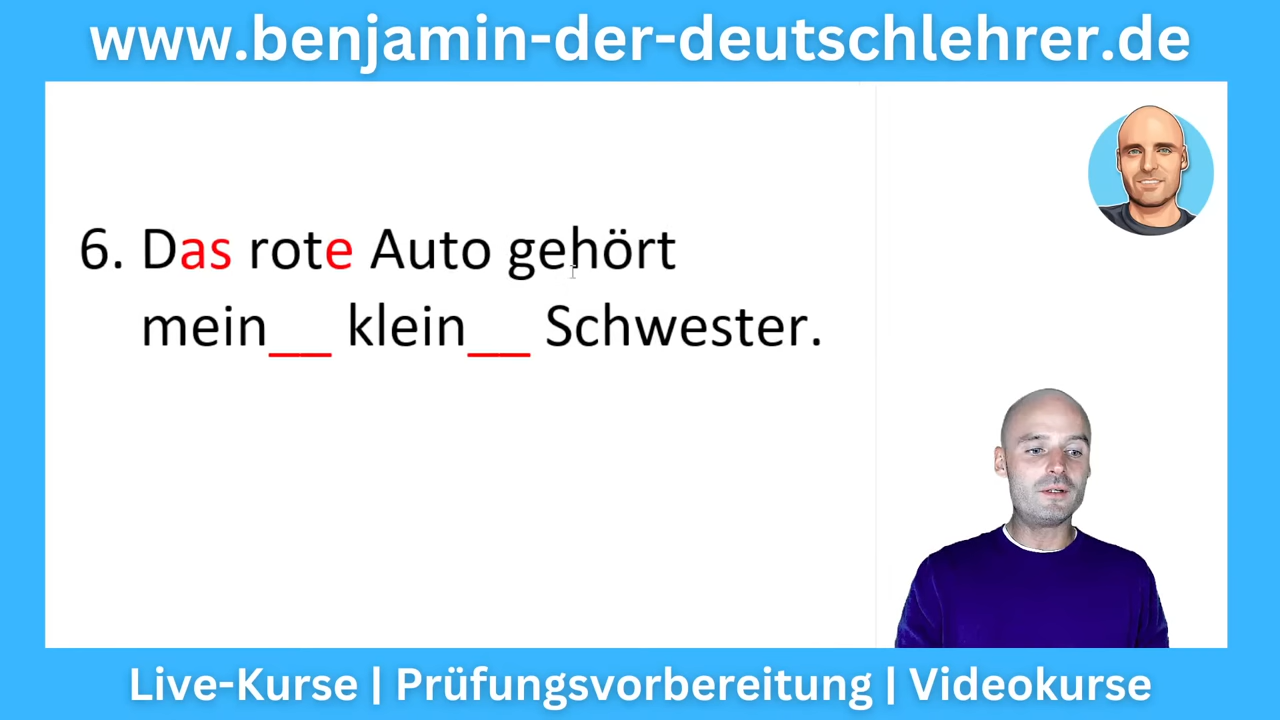 www.benjamin-der-deutschlehrer.de
6. Das rote Auto gehört
mein__ klein__ Schwester.
Live-Kurse | Prüfungsvorbereitung | Videokurse